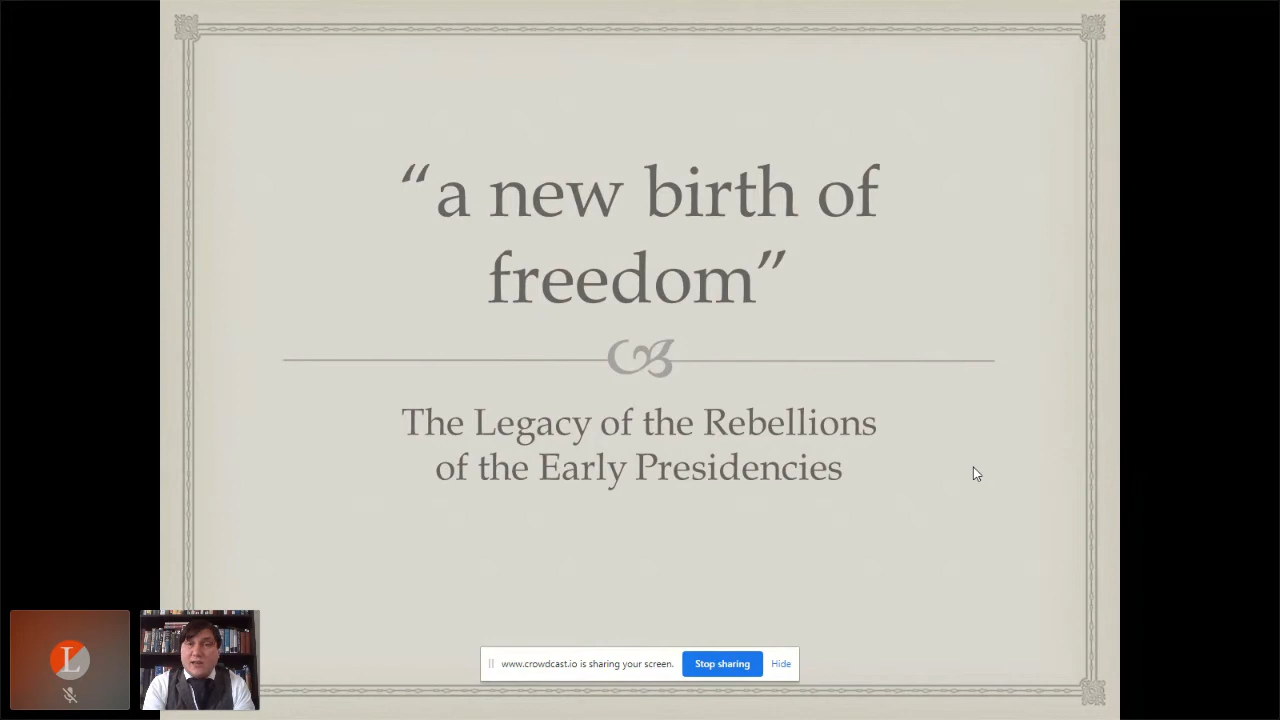 “a new birth of
freedom”
The Legacy of the Rebellions
of the Early Presidencies
L
www.crowdcast.io is sharing your screen. Stop sharing Hide